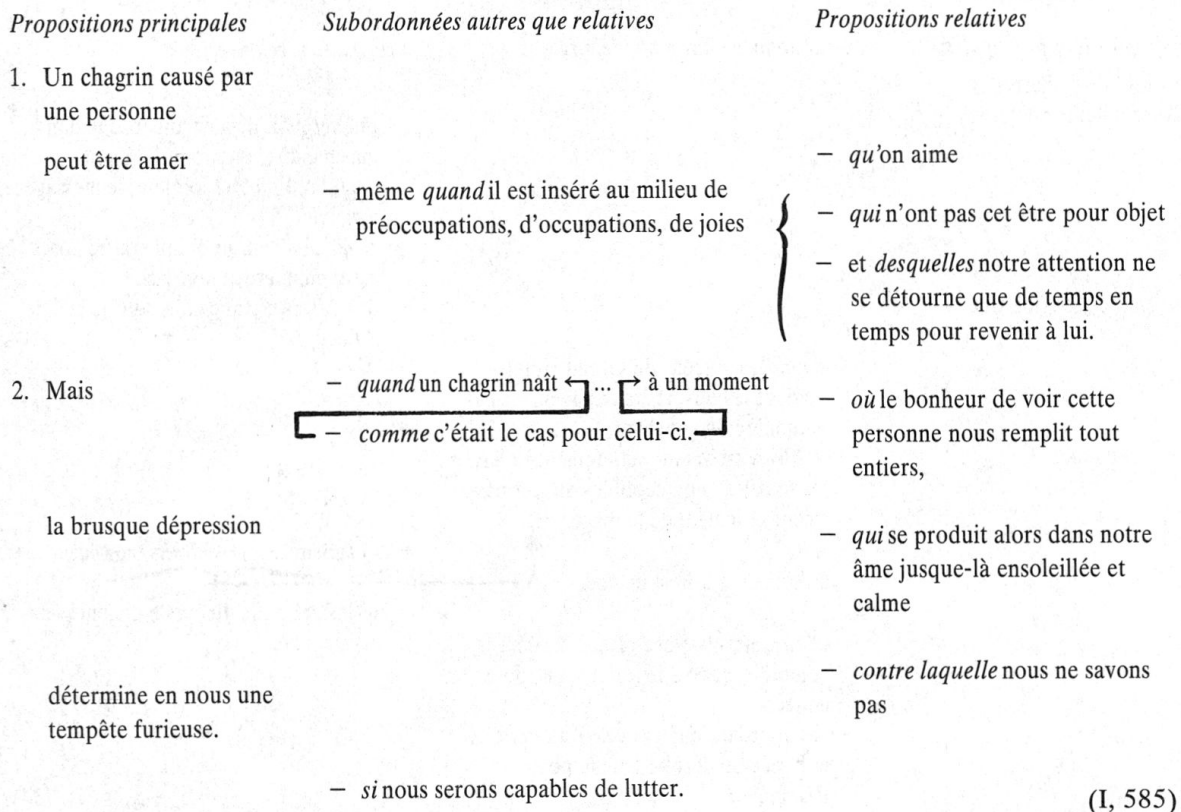 Propositions principales Subordonnées autres que relatives Propositions relatives
1. Un chagrin causé par
une personne
peut être amer
– qu'on aime
– même quand il est inséré au milieu de
préoccupations, d'occupations, de joies
– qui n'ont pas cet être pour objet
– et desquelles notre attention ne
se détourne que de temps en
temps pour revenir à lui.
2. Mais
– quand un chagrin naît ← ... → à un moment
– comme c'était le cas pour celui-ci.
– où le bonheur de voir cette
personne nous remplit tout
entiers,
la brusque dépression
– qui se produit alors dans notre
âme jusque-là ensoleillée et
calme
détermine en nous une
tempête furieuse.
– contre laquelle nous ne savons
pas
– si nous serons capables de lutter.
(I, 585)